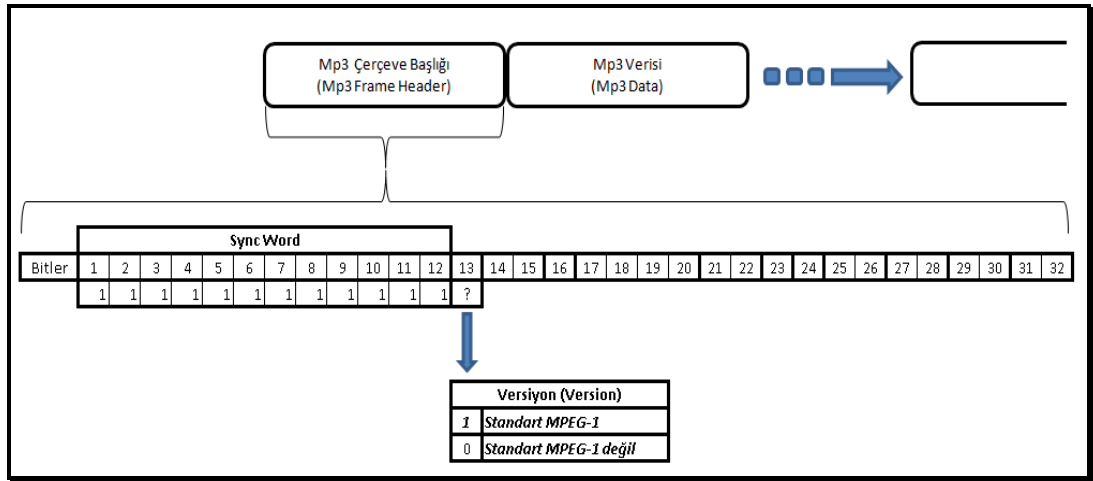 Mp3 Çerçeve Başlığı
(Mp3 Frame Header)
Mp3 Verisi
(Mp3 Data)
Sync Word
Bitler 1 2 3 4 5 6 7 8 9 10 11 12 13 14 15 16 17 18 19 20 21 22 23 24 25 26 27 28 29 30 31 32
1 1 1 1 1 1 1 1 1 1 1 1 ?
Versiyon (Version)
1 Standart MPEG-1
0 Standart MPEG-1 değil